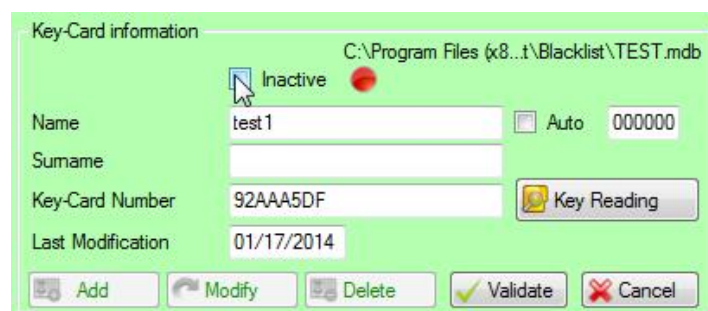 Key-Card information
C:\Program Files (x8...t\Blacklist\TEST.mdb
Inactive
Name test1 Auto 000000
Surname
Key-Card Number 92AAA5DF Key Reading
Last Modification 01/17/2014
Add Modify Delete Validate Cancel